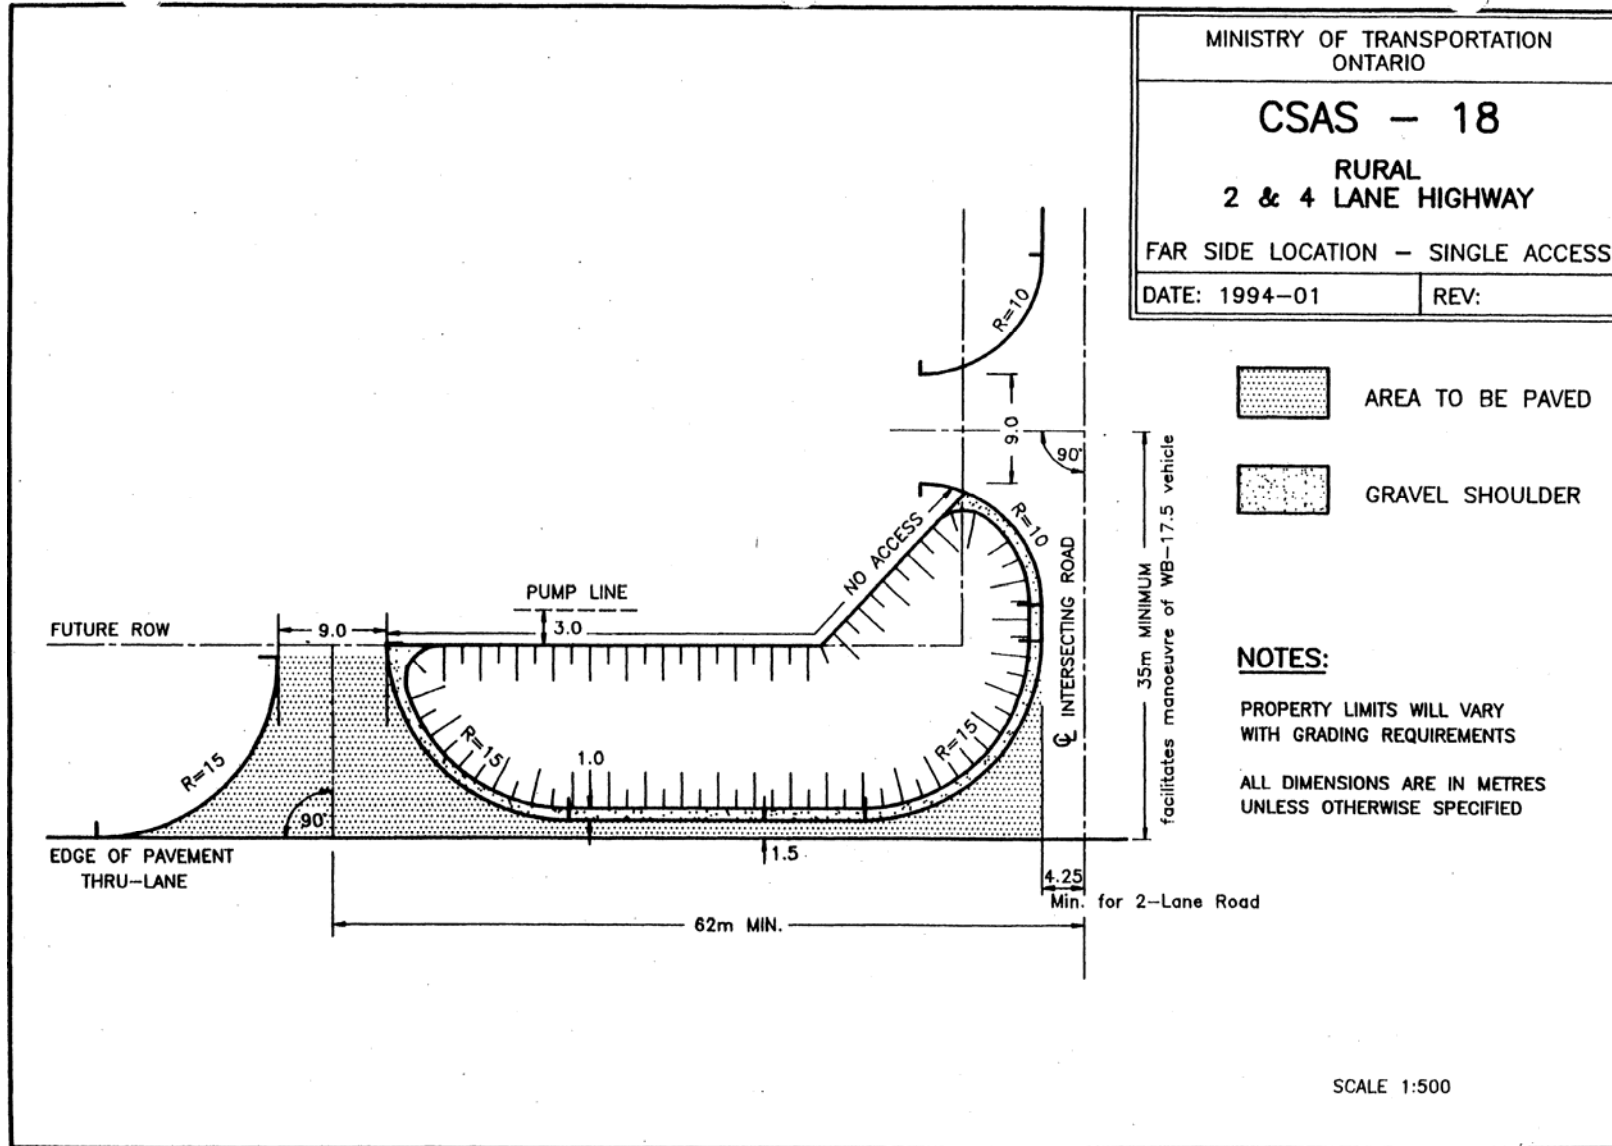 MINISTRY OF TRANSPORTATION
ONTARIO
CSAS - 18
RURAL
2 & 4 LANE HIGHWAY
FAR SIDE LOCATION - SINGLE ACCESS
DATE: 1994-01
REV:
AREA TO BE PAVED
GRAVEL SHOULDER
R=10
9.0
90°
R=10
NO ACCESS
35m MINIMUM
facilitates manoeuvre of WB-17.5 vehicle
℄ INTERSECTING ROAD
PUMP LINE
3.0
FUTURE ROW
9.0
R=15
R=15
R=15
1.0
90°
1.5
EDGE OF PAVEMENT
THRU-LANE
4.25
Min. for 2-Lane Road
62m MIN.
NOTES:
PROPERTY LIMITS WILL VARY
WITH GRADING REQUIREMENTS
ALL DIMENSIONS ARE IN METRES
UNLESS OTHERWISE SPECIFIED
SCALE 1:500